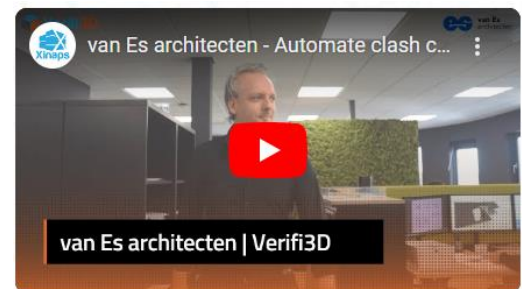 van Es
architecten
Xinaps
van Es architecten - Automate clash c...
van Es architecten | Verifi3D